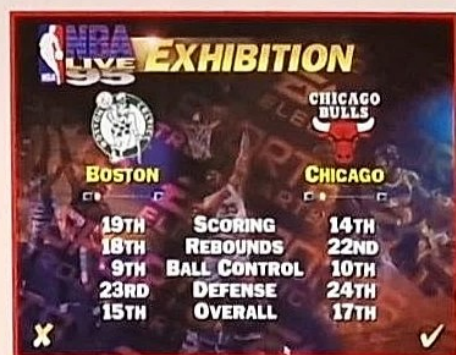 NBA
LIVE
95
EXHIBITION
NBA
CHICAGO
BULLS
BOSTON
CHICAGO
19TH SCORING 14TH
18TH REBOUNDS 22ND
9TH BALL CONTROL 10TH
23RD DEFENSE 24TH
15TH OVERALL 17TH